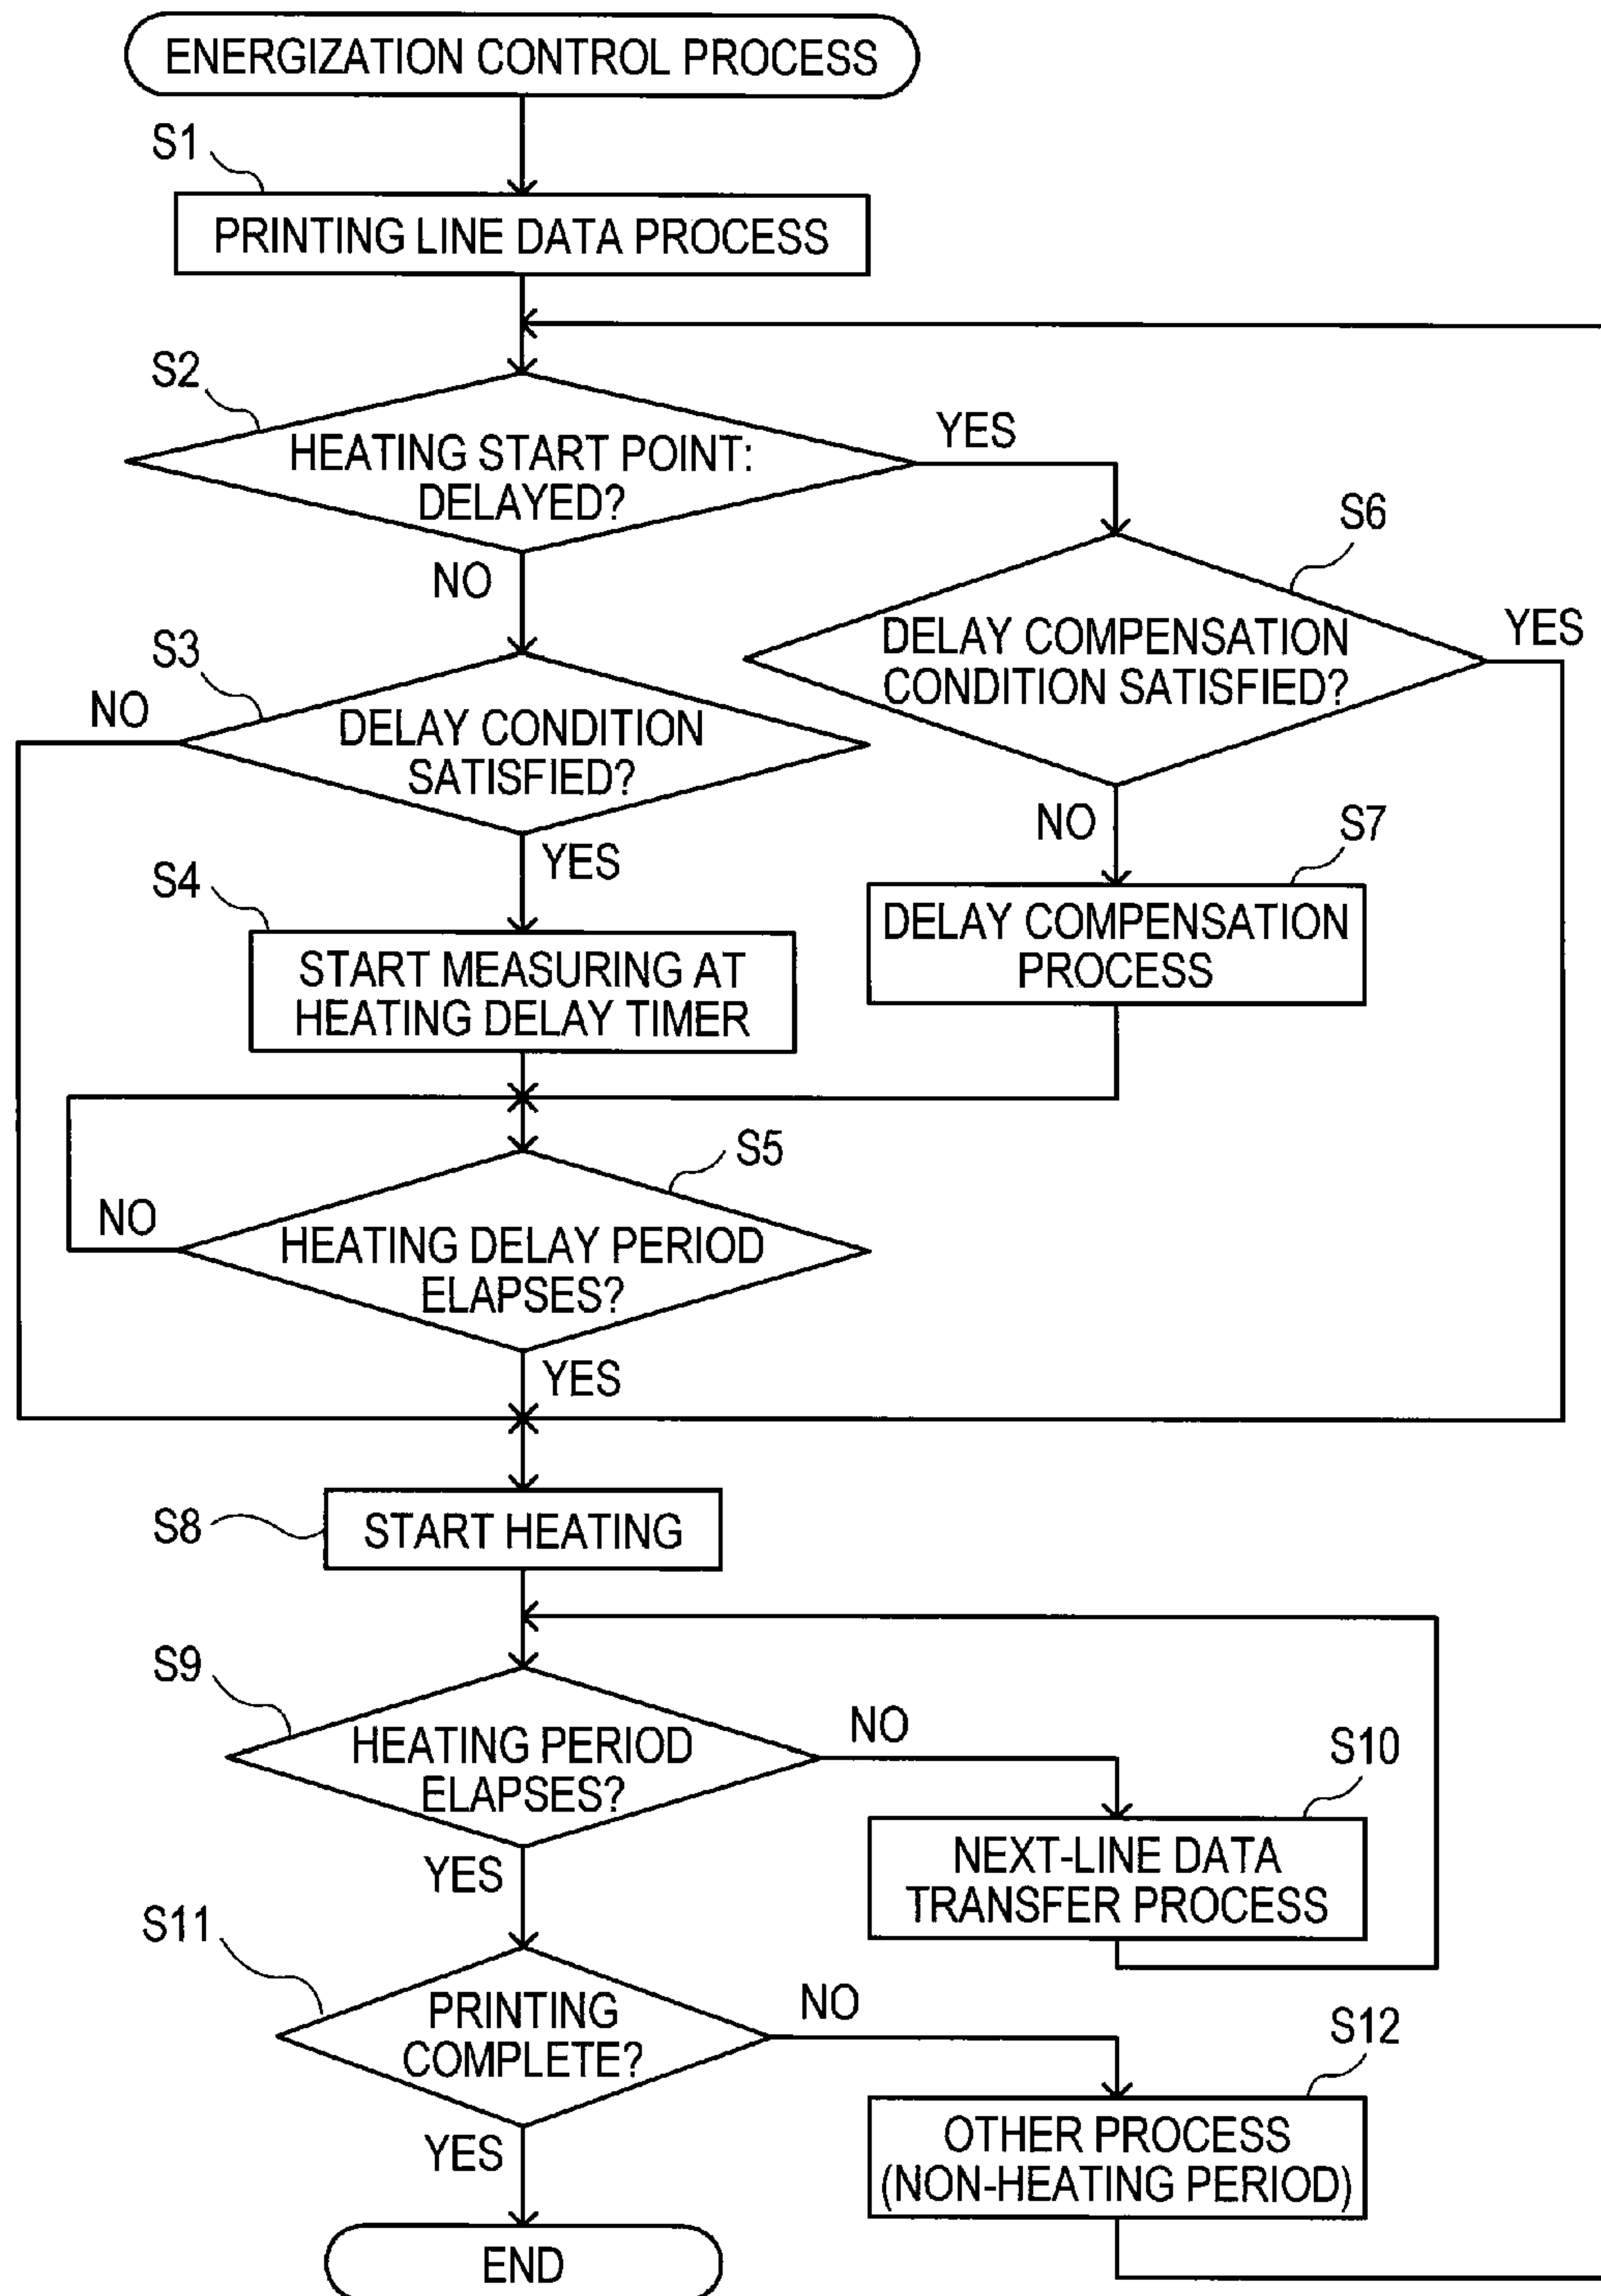 ENERGIZATION CONTROL PROCESS
S1
PRINTING LINE DATA PROCESS
S2
HEATING START POINT:
DELAYED?
YES
NO
S6
DELAY COMPENSATION
CONDITION SATISFIED?
YES
NO
S3
NO
DELAY CONDITION
SATISFIED?
YES
S7
DELAY COMPENSATION
PROCESS
S4
START MEASURING AT
HEATING DELAY TIMER
S5
NO
HEATING DELAY PERIOD
ELAPSES?
YES
S8
START HEATING
S9
HEATING PERIOD
ELAPSES?
NO
YES
S10
NEXT-LINE DATA
TRANSFER PROCESS
S11
PRINTING
COMPLETE?
NO
YES
S12
OTHER PROCESS
(NON-HEATING PERIOD)
END